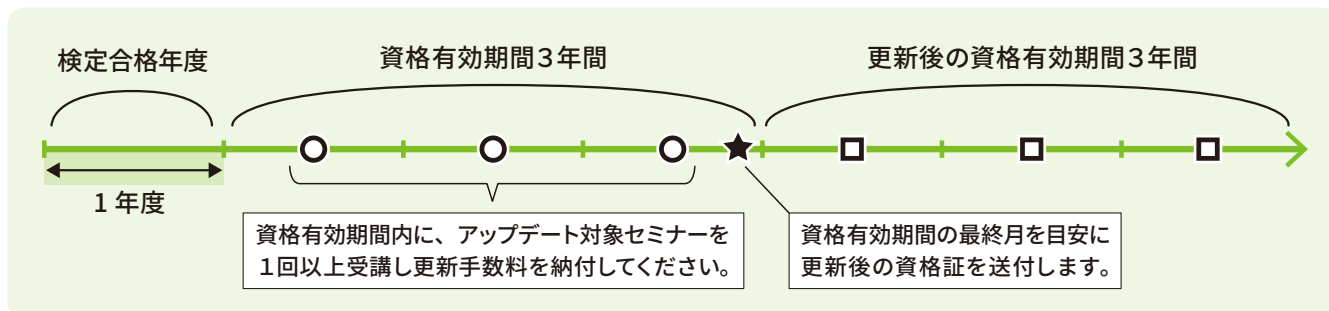 検定合格年度
資格有効期間3年間
更新後の資格有効期間3年間
1年度
資格有効期間内に、アップデート対象セミナーを
１回以上受講し更新手数料を納付してください。
資格有効期間の最終月を目安に
更新後の資格証を送付します。